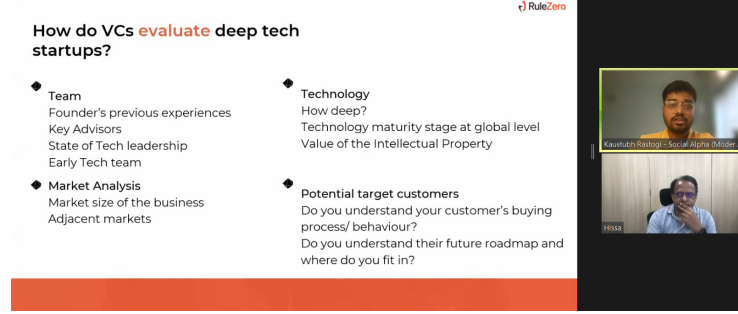 RuleZero
How do VCs evaluate deep tech
startups?
Team
Founder's previous experiences
Key Advisors
State of Tech leadership
Early Tech team
Market Analysis
Market size of the business
Adjacent markets
Technology
How deep?
Technology maturity stage at global level
Value of the Intellectual Property
Potential target customers
Do you understand your customer's buying
process/ behaviour?
Do you understand their future roadmap and
where do you fit in?
Kaustubh Rastogi - Social Alpha (Moder...
Hissa